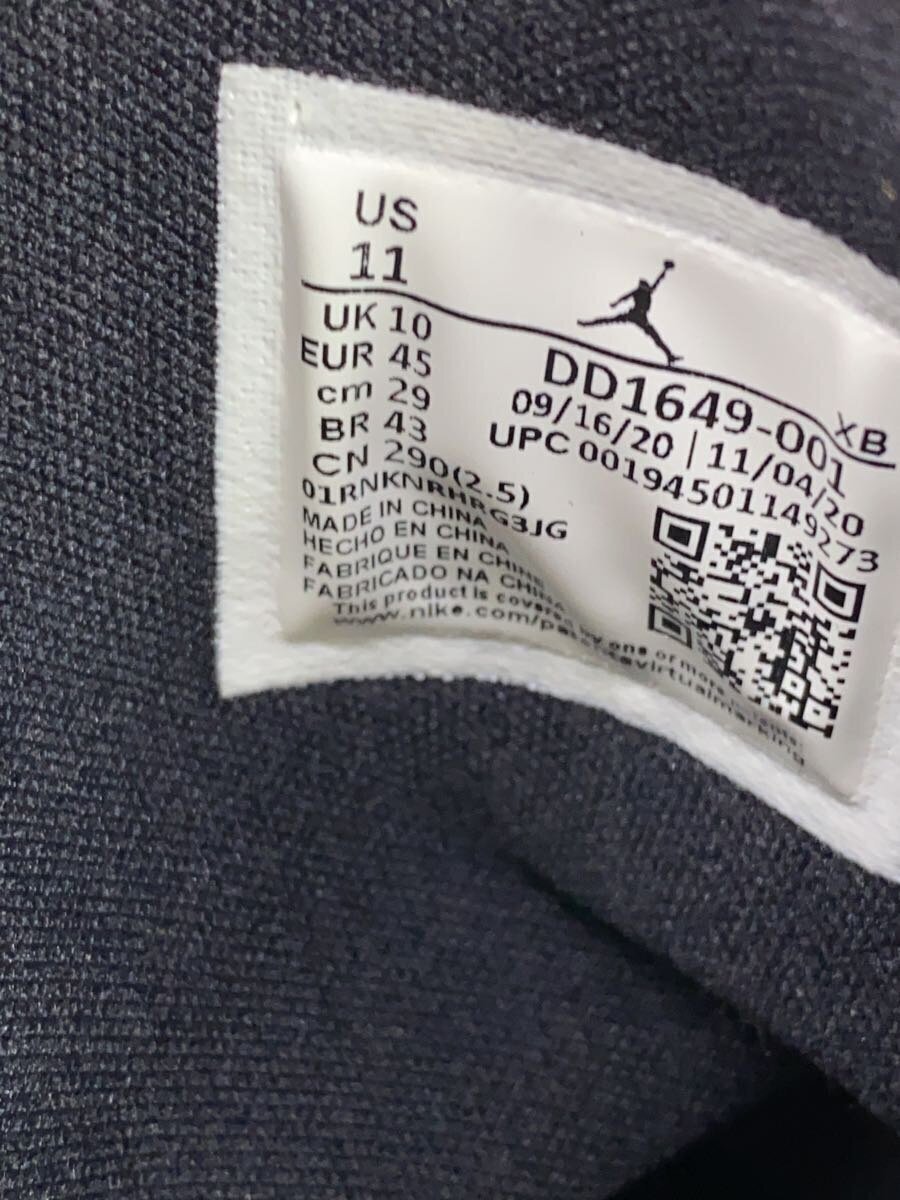 US
11
UK 10
EUR 45
cm 29
BR 43
CN 290(2.5)
01RNKNRHRG3JG
MADE IN CHINA
HECHO EN CHINA
FABRIQUE EN CHINE
FABRICADO NA CHINA
This product is covered by one or more patents:
www.nike.com/patents virtualmarking
XB
DD1649-001
09/16/20 | 11/04/20
UPC 00194501149273